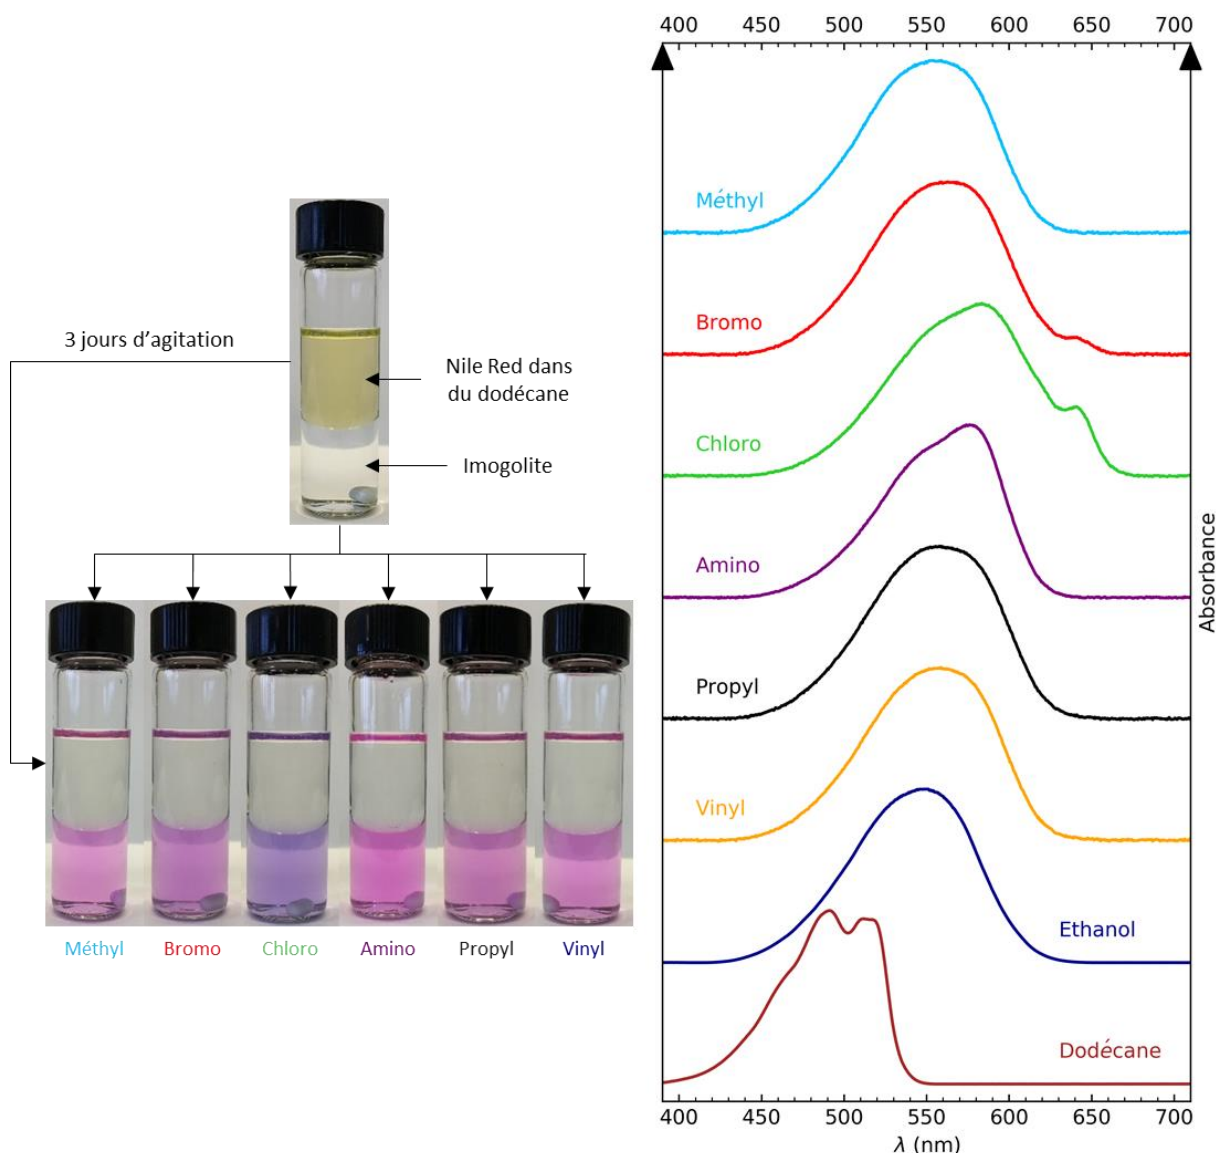 3 jours d'agitation
Nile Red dans
du dodécane
Imogolite
Méthyl
Bromo
Chloro
Amino
Propyl
Vinyl
400 450 500 550 600 650 700
Méthyl
Bromo
Chloro
Amino
Propyl
Vinyl
Ethanol
Dodécane
Absorbance
400 450 500 550 600 650 700
λ (nm)